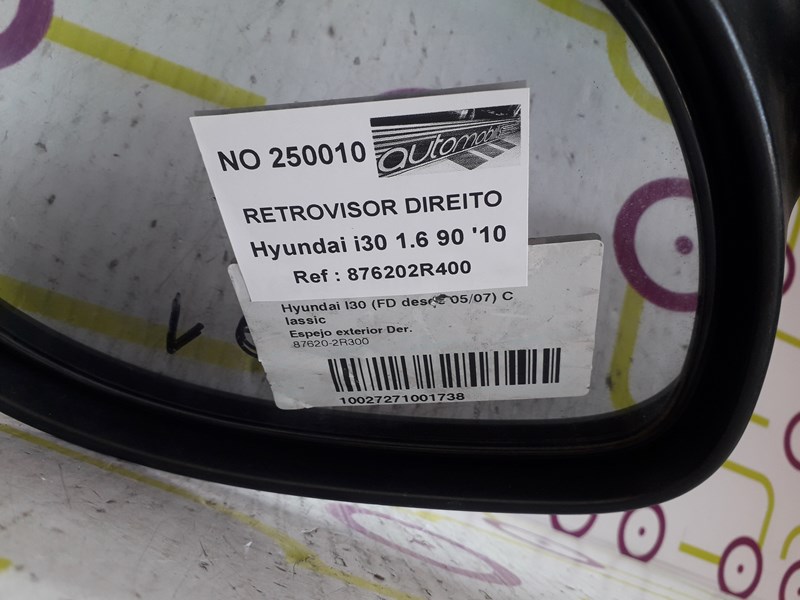 NO 250010
automobil
RETROVISOR DIREITO
Hyundai i30 1.6 90 '10
Ref : 876202R400
Hyundai I30 (FD desde 05/07) C
lassic
Espejo exterior Der.
87620-2R300
10027271001738